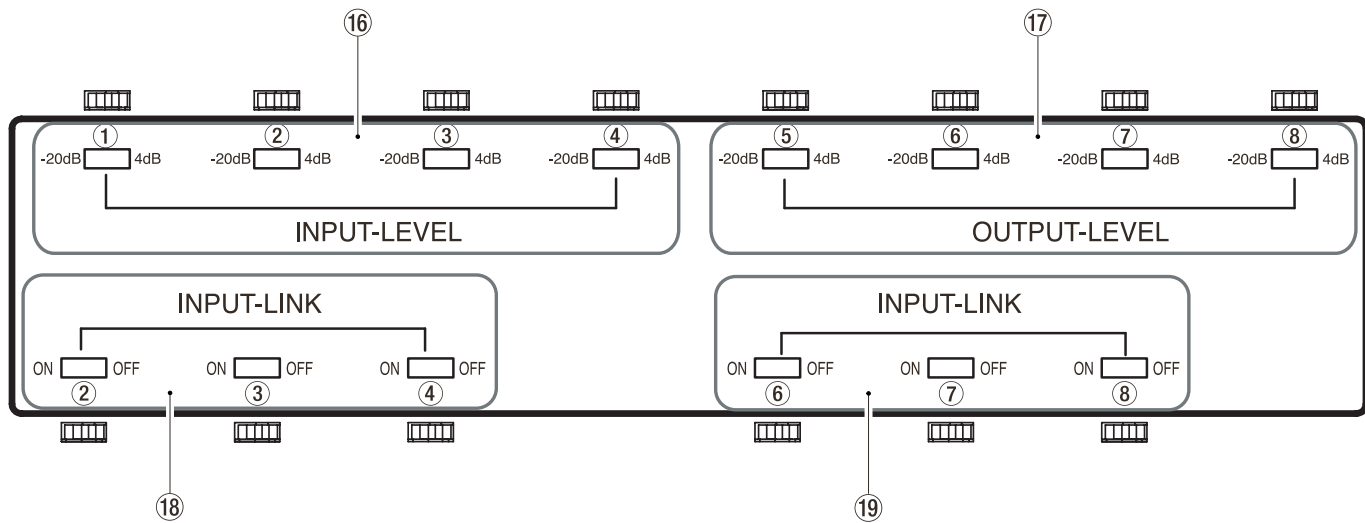 ⑯ ⑰
① ② ③ ④ ⑤ ⑥ ⑦ ⑧
-20dB 4dB -20dB 4dB -20dB 4dB -20dB 4dB -20dB 4dB -20dB 4dB -20dB 4dB -20dB 4dB
INPUT-LEVEL OUTPUT-LEVEL
INPUT-LINK INPUT-LINK
ON OFF ON OFF ON OFF ON OFF ON OFF ON OFF
② ③ ④ ⑥ ⑦ ⑧
⑱ ⑲